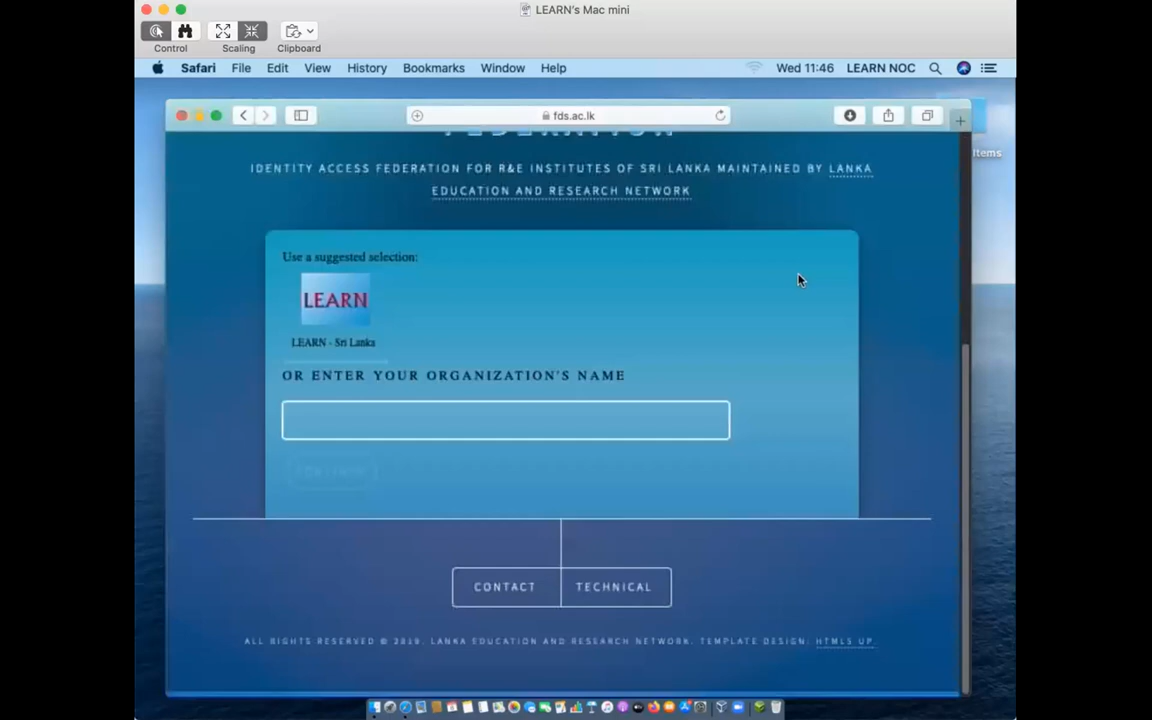 LEARN's Mac mini
Control
Scaling
Clipboard
Safari File Edit View History Bookmarks Window Help
Wed 11:46 LEARN NOC
fds.ac.lk
Items
FEDERATION
IDENTITY ACCESS FEDERATION FOR R&E INSTITUTES OF SRI LANKA MAINTAINED BY LANKA
EDUCATION AND RESEARCH NETWORK
Use a suggested selection:
LEARN
LEARN - Sri Lanka
OR ENTER YOUR ORGANIZATION'S NAME
CONTACT
TECHNICAL
ALL RIGHTS RESERVED © 2019. LANKA EDUCATION AND RESEARCH NETWORK. TEMPLATE DESIGN: HTML5 UP.